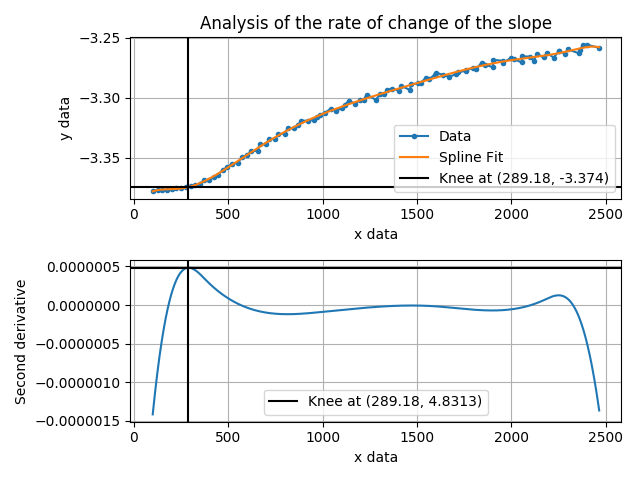 Analysis of the rate of change of the slope
y data
−3.25
−3.30
−3.35
Data
Spline Fit
Knee at (289.18, -3.374)
0 500 1000 1500 2000 2500
x data
Second derivative
0.0000005
0.0000000
−0.0000005
−0.0000010
−0.0000015
Knee at (289.18, 4.8313)
0 500 1000 1500 2000 2500
x data